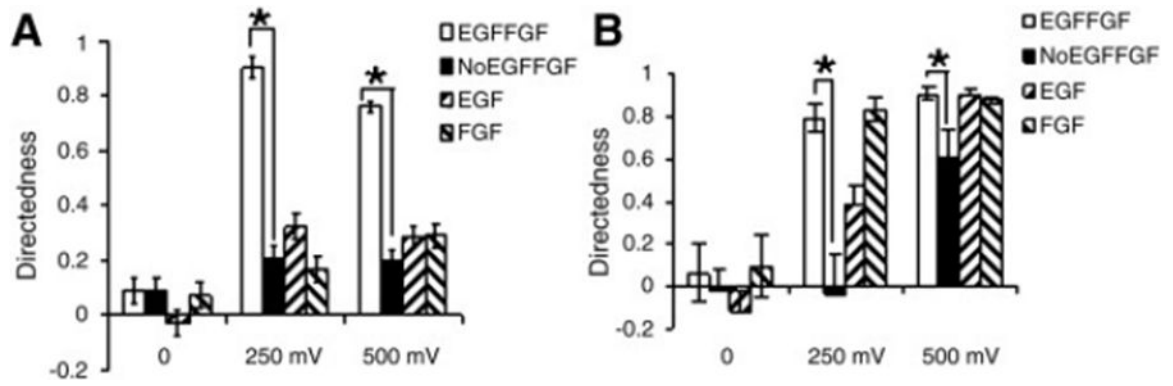 A
*
*
EGFFGF
NoEGFFGF
EGF
FGF
Directedness
1
0.8
0.6
0.4
0.2
0
-0.2
0
250 mV
500 mV
B
*
*
EGFFGF
NoEGFFGF
EGF
FGF
Directedness
1
0.8
0.6
0.4
0.2
0
-0.2
0
250 mV
500 mV